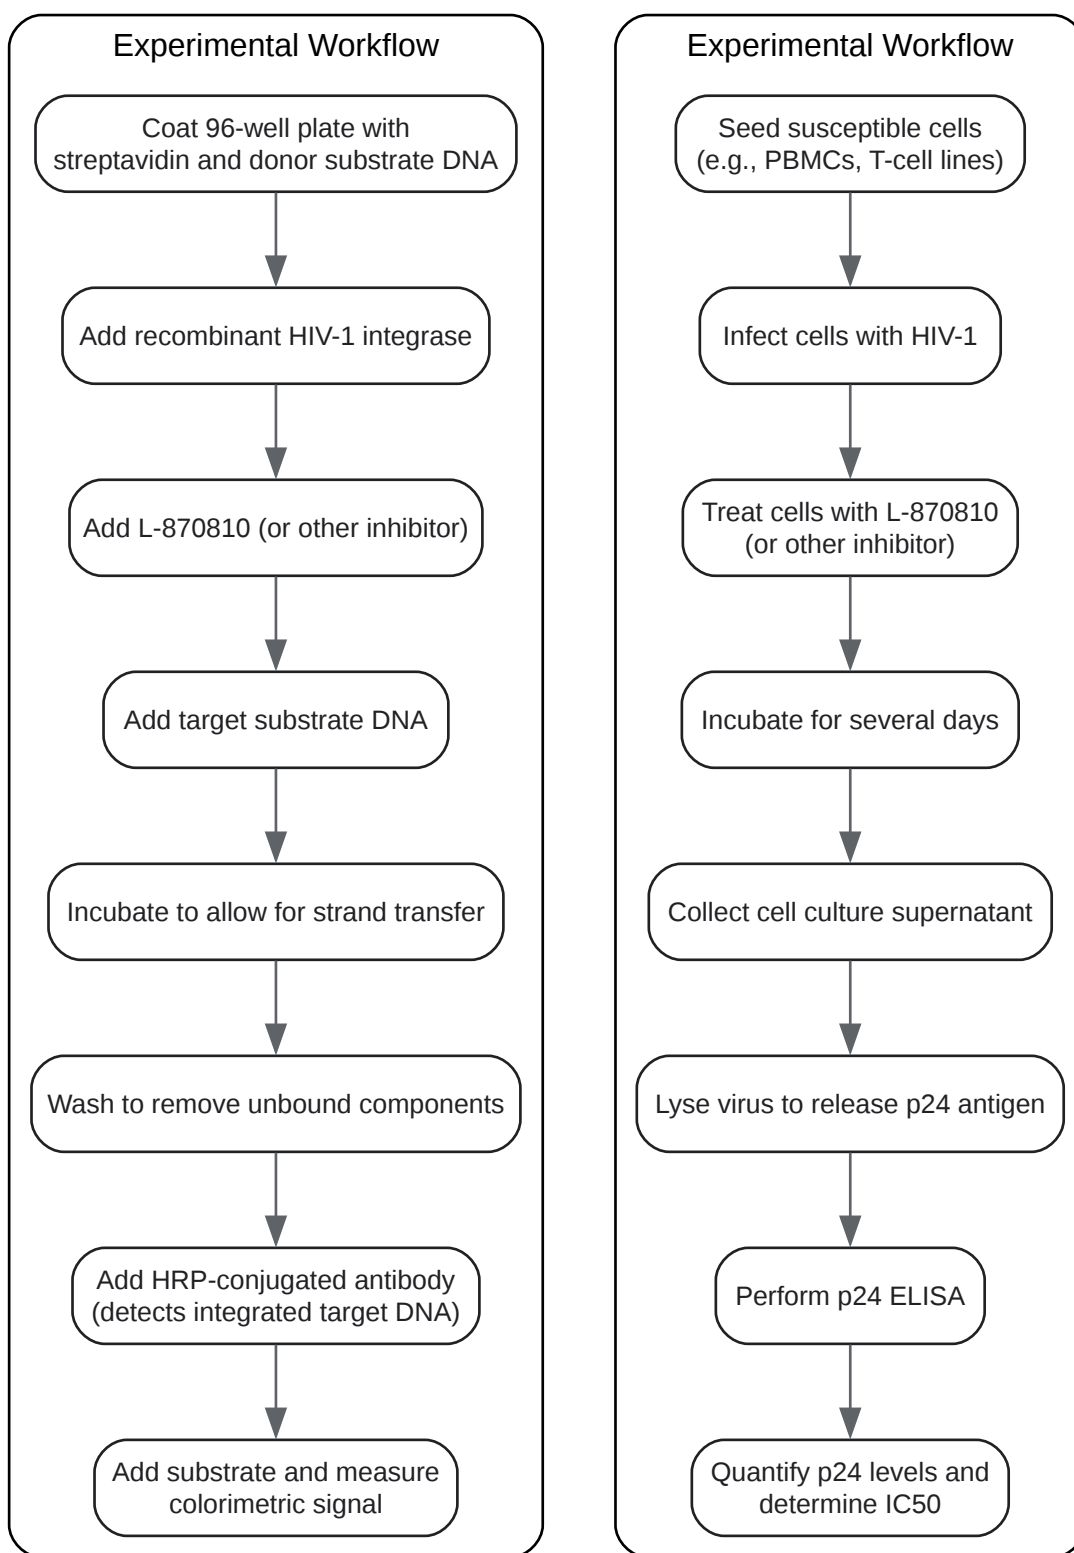 Experimental Workflow
Coat 96-well plate with
streptavidin and donor substrate DNA
Add recombinant HIV-1 integrase
Add L-870810 (or other inhibitor)
Add target substrate DNA
Incubate to allow for strand transfer
Wash to remove unbound components
Add HRP-conjugated antibody
(detects integrated target DNA)
Add substrate and measure
colorimetric signal
Experimental Workflow
Seed susceptible cells
(e.g., PBMCs, T-cell lines)
Infect cells with HIV-1
Treat cells with L-870810
(or other inhibitor)
Incubate for several days
Collect cell culture supernatant
Lyse virus to release p24 antigen
Perform p24 ELISA
Quantify p24 levels and
determine IC50